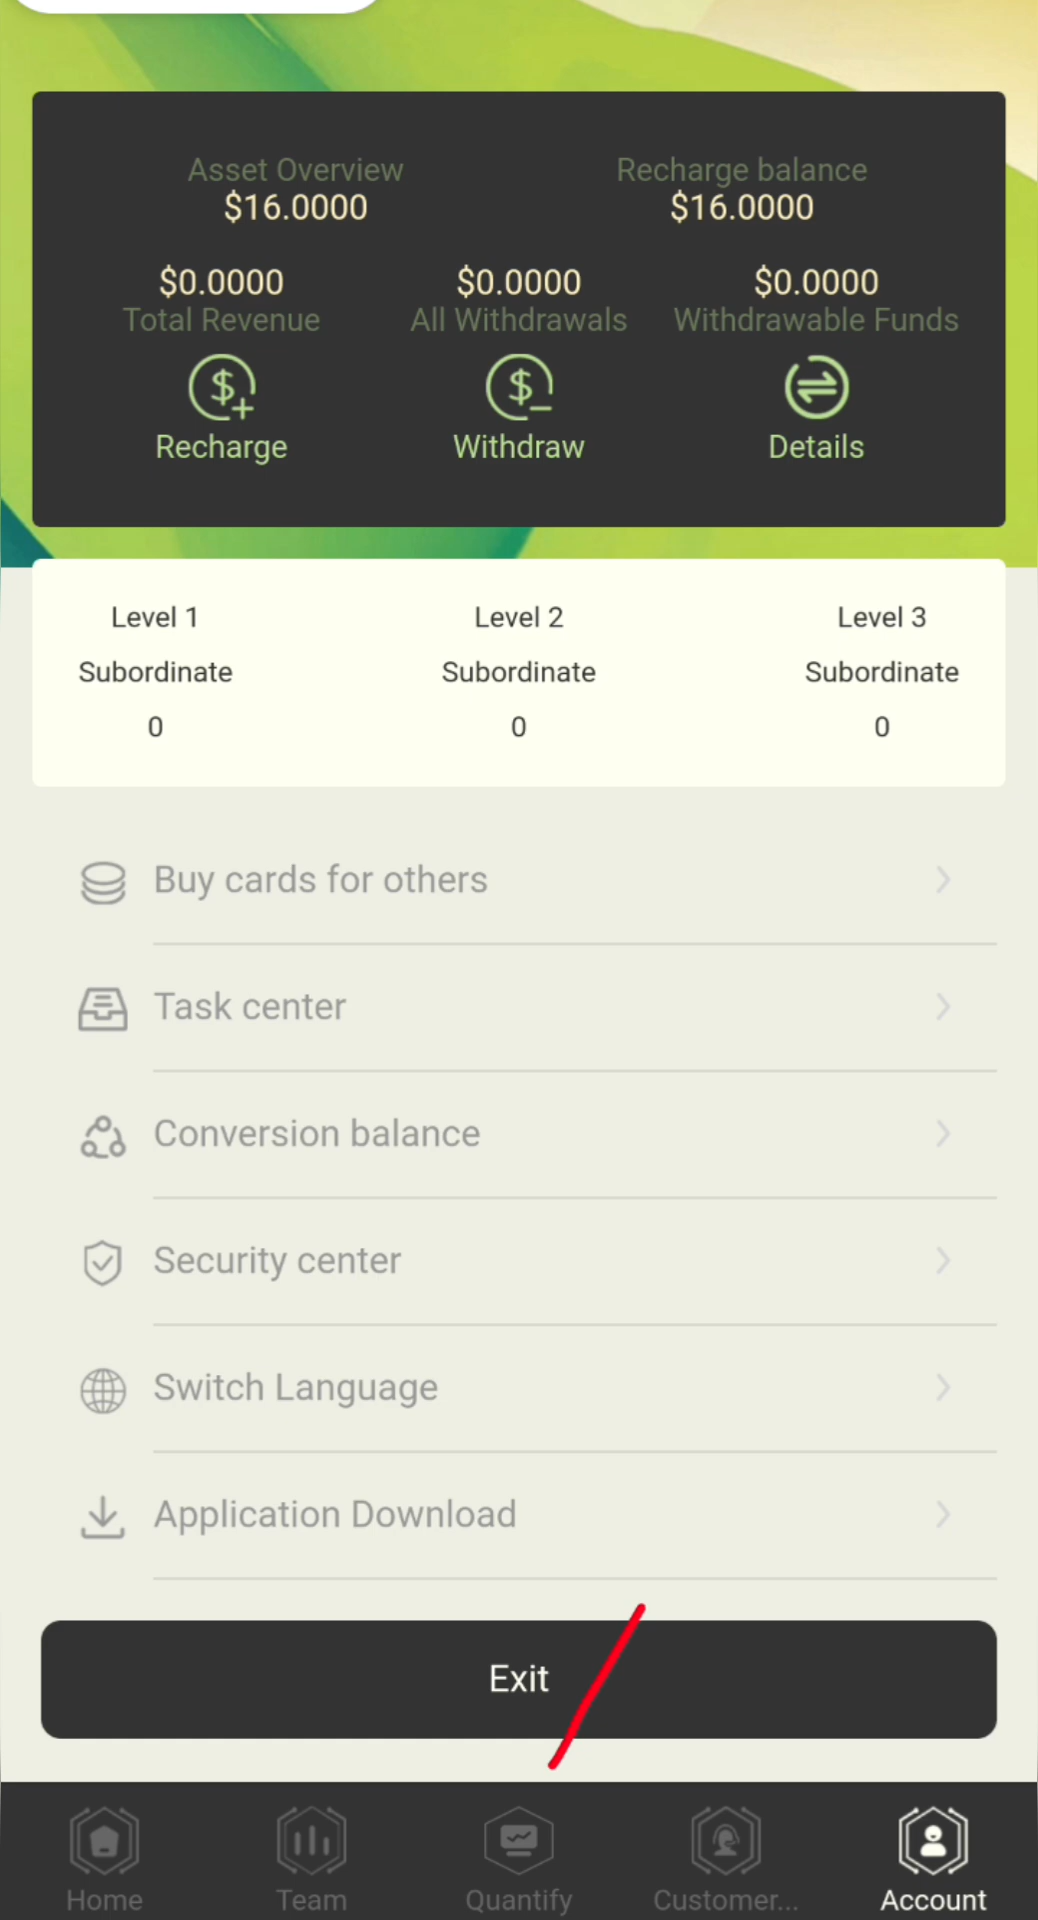 Asset Overview Recharge balance
$16.0000 $16.0000
$0.0000 $0.0000 $0.0000
Total Revenue All Withdrawals Withdrawable Funds
Recharge Withdraw Details
Level 1 Level 2 Level 3
Subordinate Subordinate Subordinate
0 0 0
Buy cards for others
Task center
Conversion balance
Security center
Switch Language
Application Download
Exit
Home Team Quantify Customer... Account